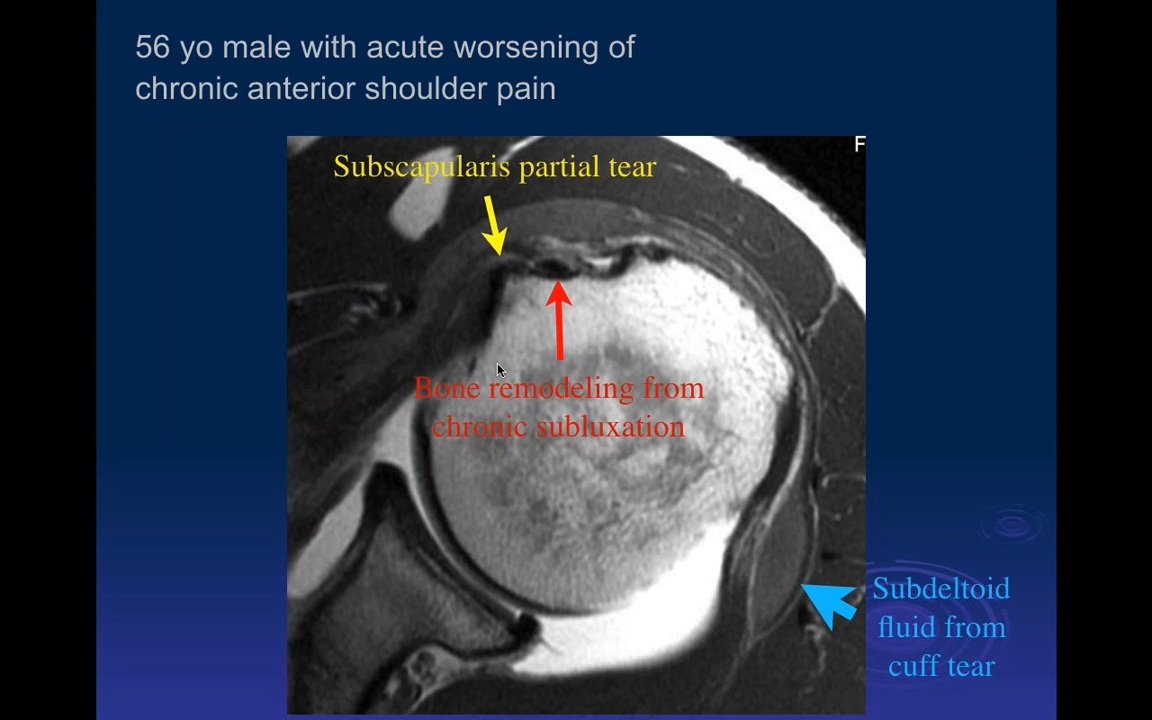 56 yo male with acute worsening of
chronic anterior shoulder pain
F
Subscapularis partial tear
Bone remodeling from
chronic subluxation
Subdeltoid
fluid from
cuff tear